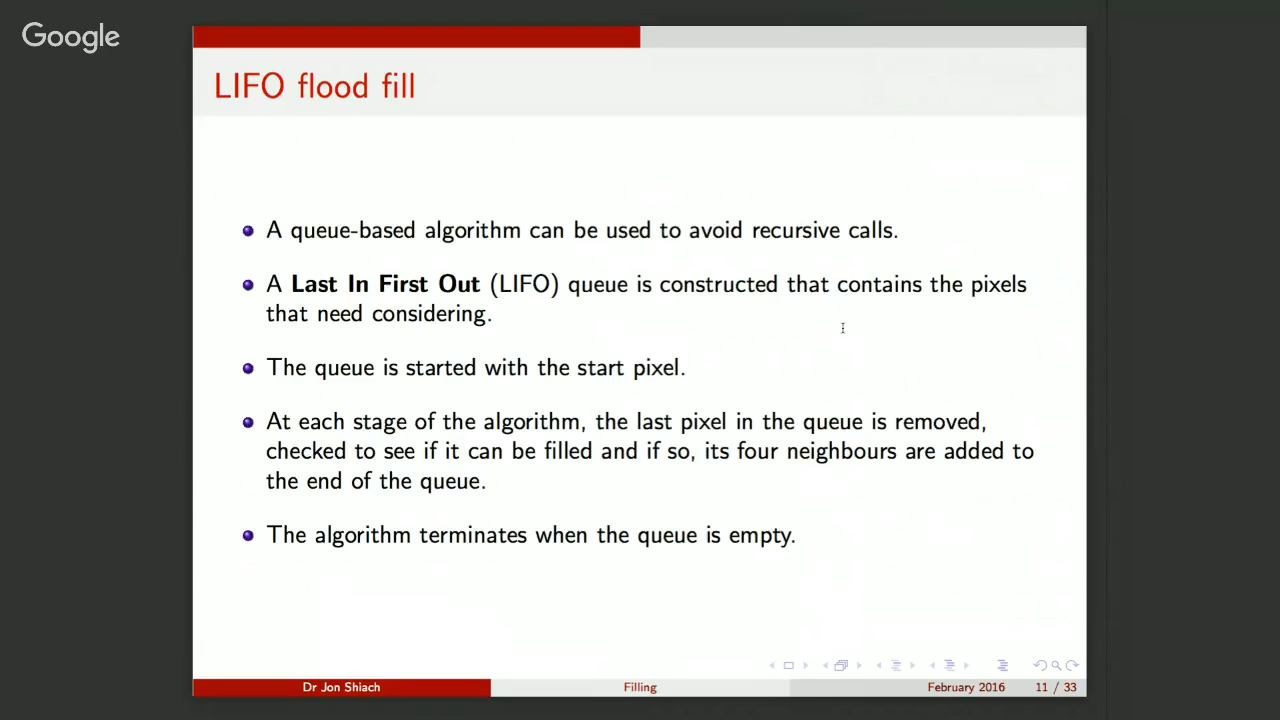 Google
LIFO flood fill
A queue-based algorithm can be used to avoid recursive calls.
A Last In First Out (LIFO) queue is constructed that contains the pixels
that need considering.
The queue is started with the start pixel.
At each stage of the algorithm, the last pixel in the queue is removed,
checked to see if it can be filled and if so, its four neighbours are added to
the end of the queue.
The algorithm terminates when the queue is empty.
Dr Jon Shiach Filling February 2016 11 / 33